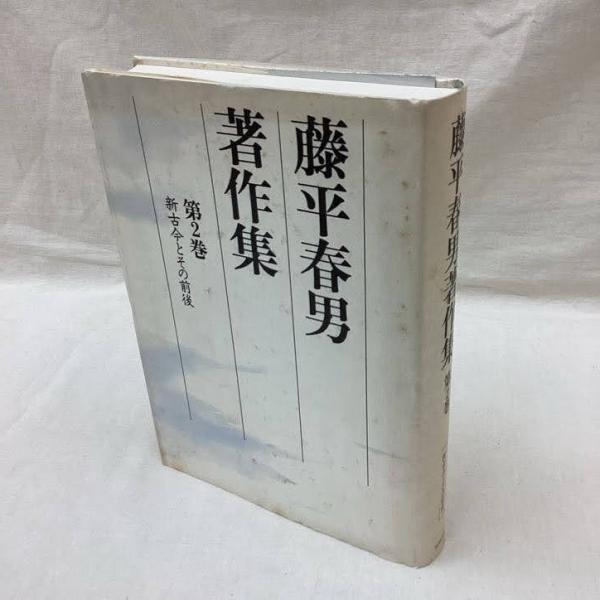 藤平春男
著作集
第2巻
新古今とその前後
藤平春男著作集